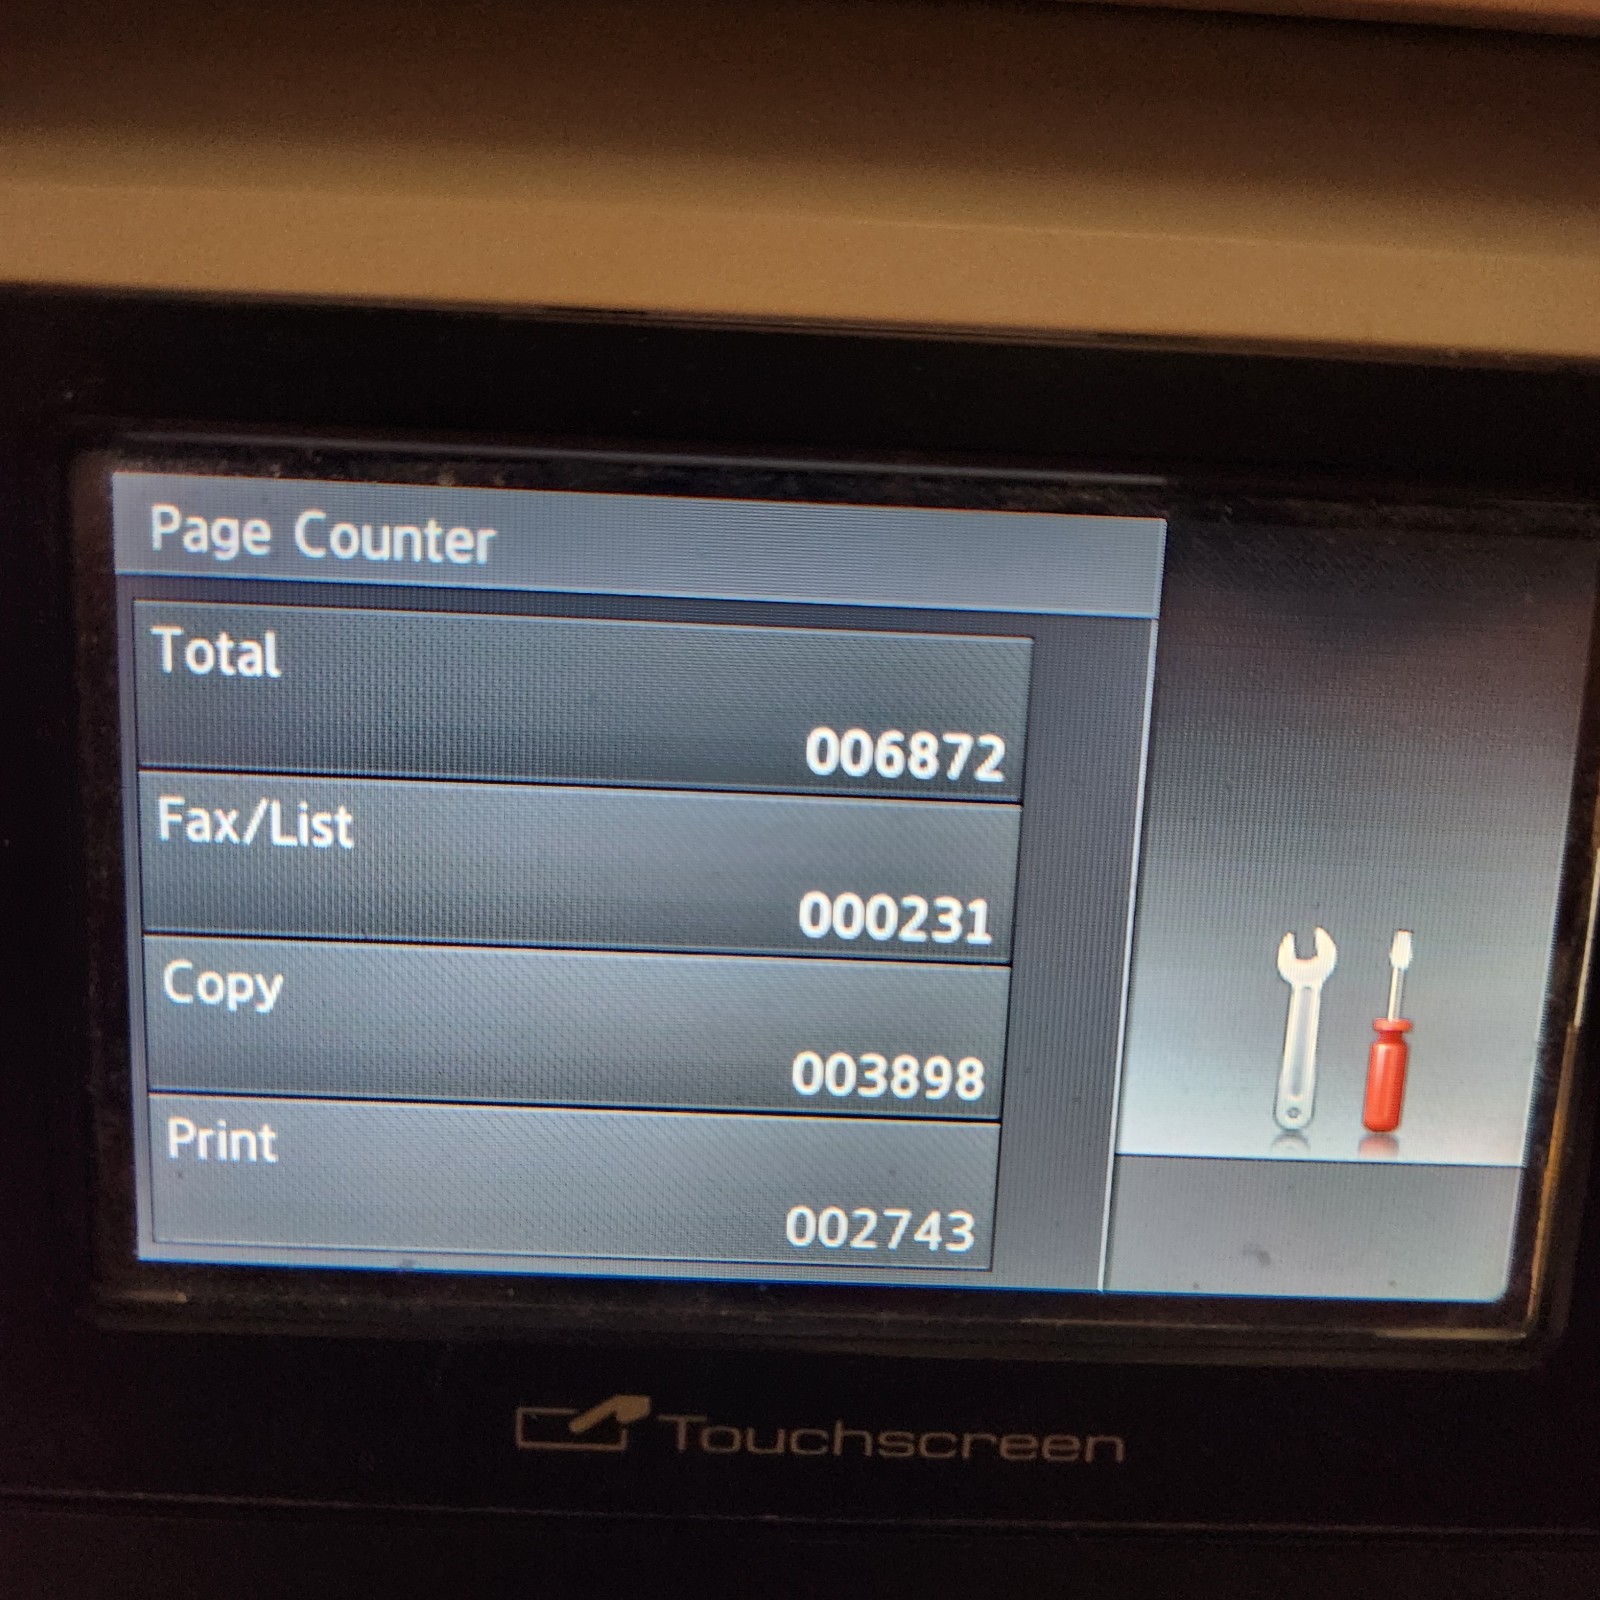 Page Counter
Total
006872
Fax/List
000231
Copy
003898
Print
002743
Touchscreen